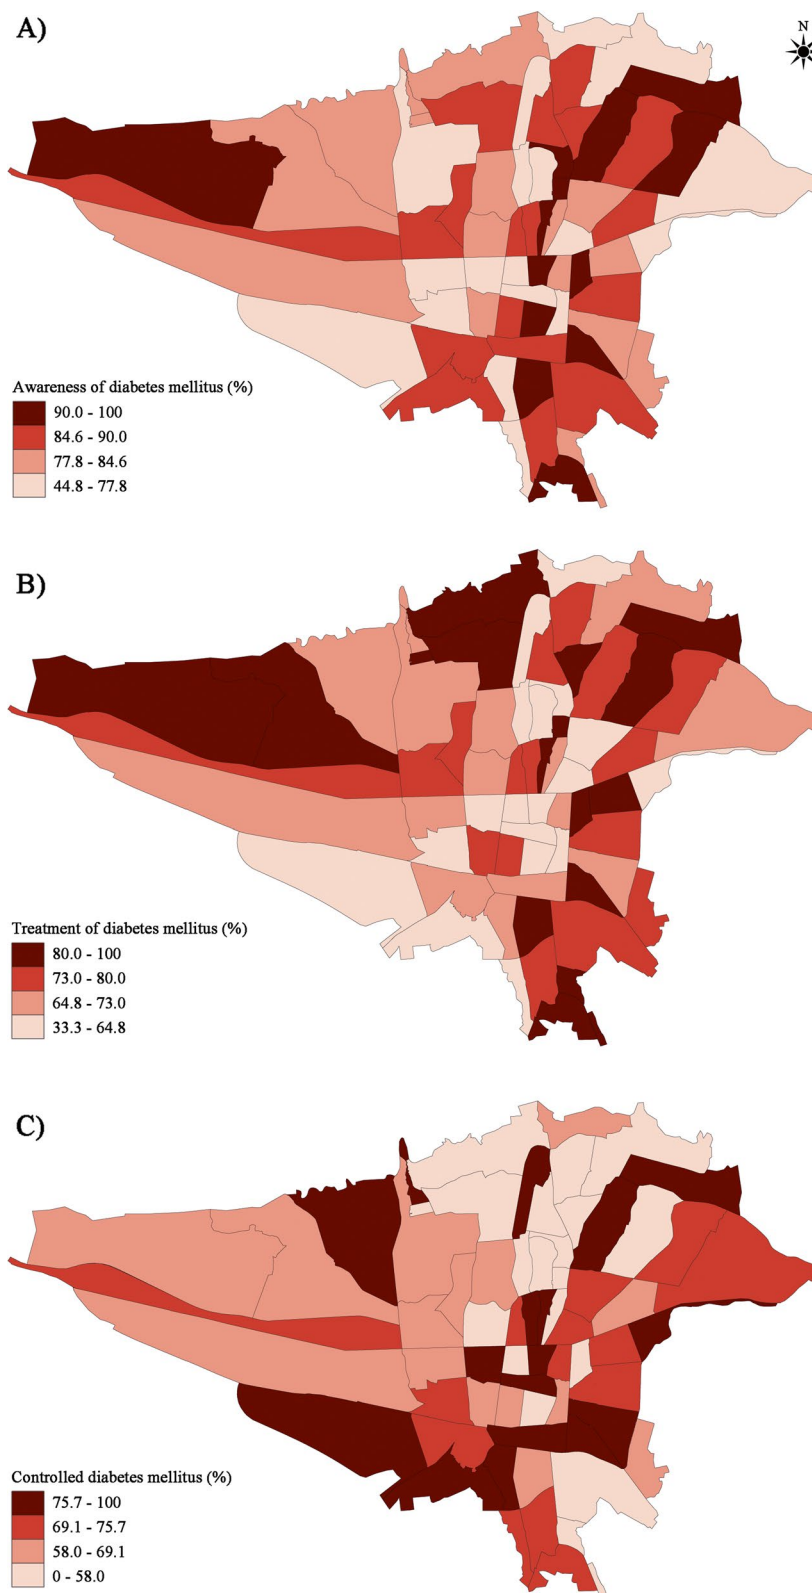 A)
N
Awareness of diabetes mellitus (%)
90.0 - 100
84.6 - 90.0
77.8 - 84.6
44.8 - 77.8
B)
Treatment of diabetes mellitus (%)
80.0 - 100
73.0 - 80.0
64.8 - 73.0
33.3 - 64.8
C)
Controlled diabetes mellitus (%)
75.7 - 100
69.1 - 75.7
58.0 - 69.1
0 - 58.0